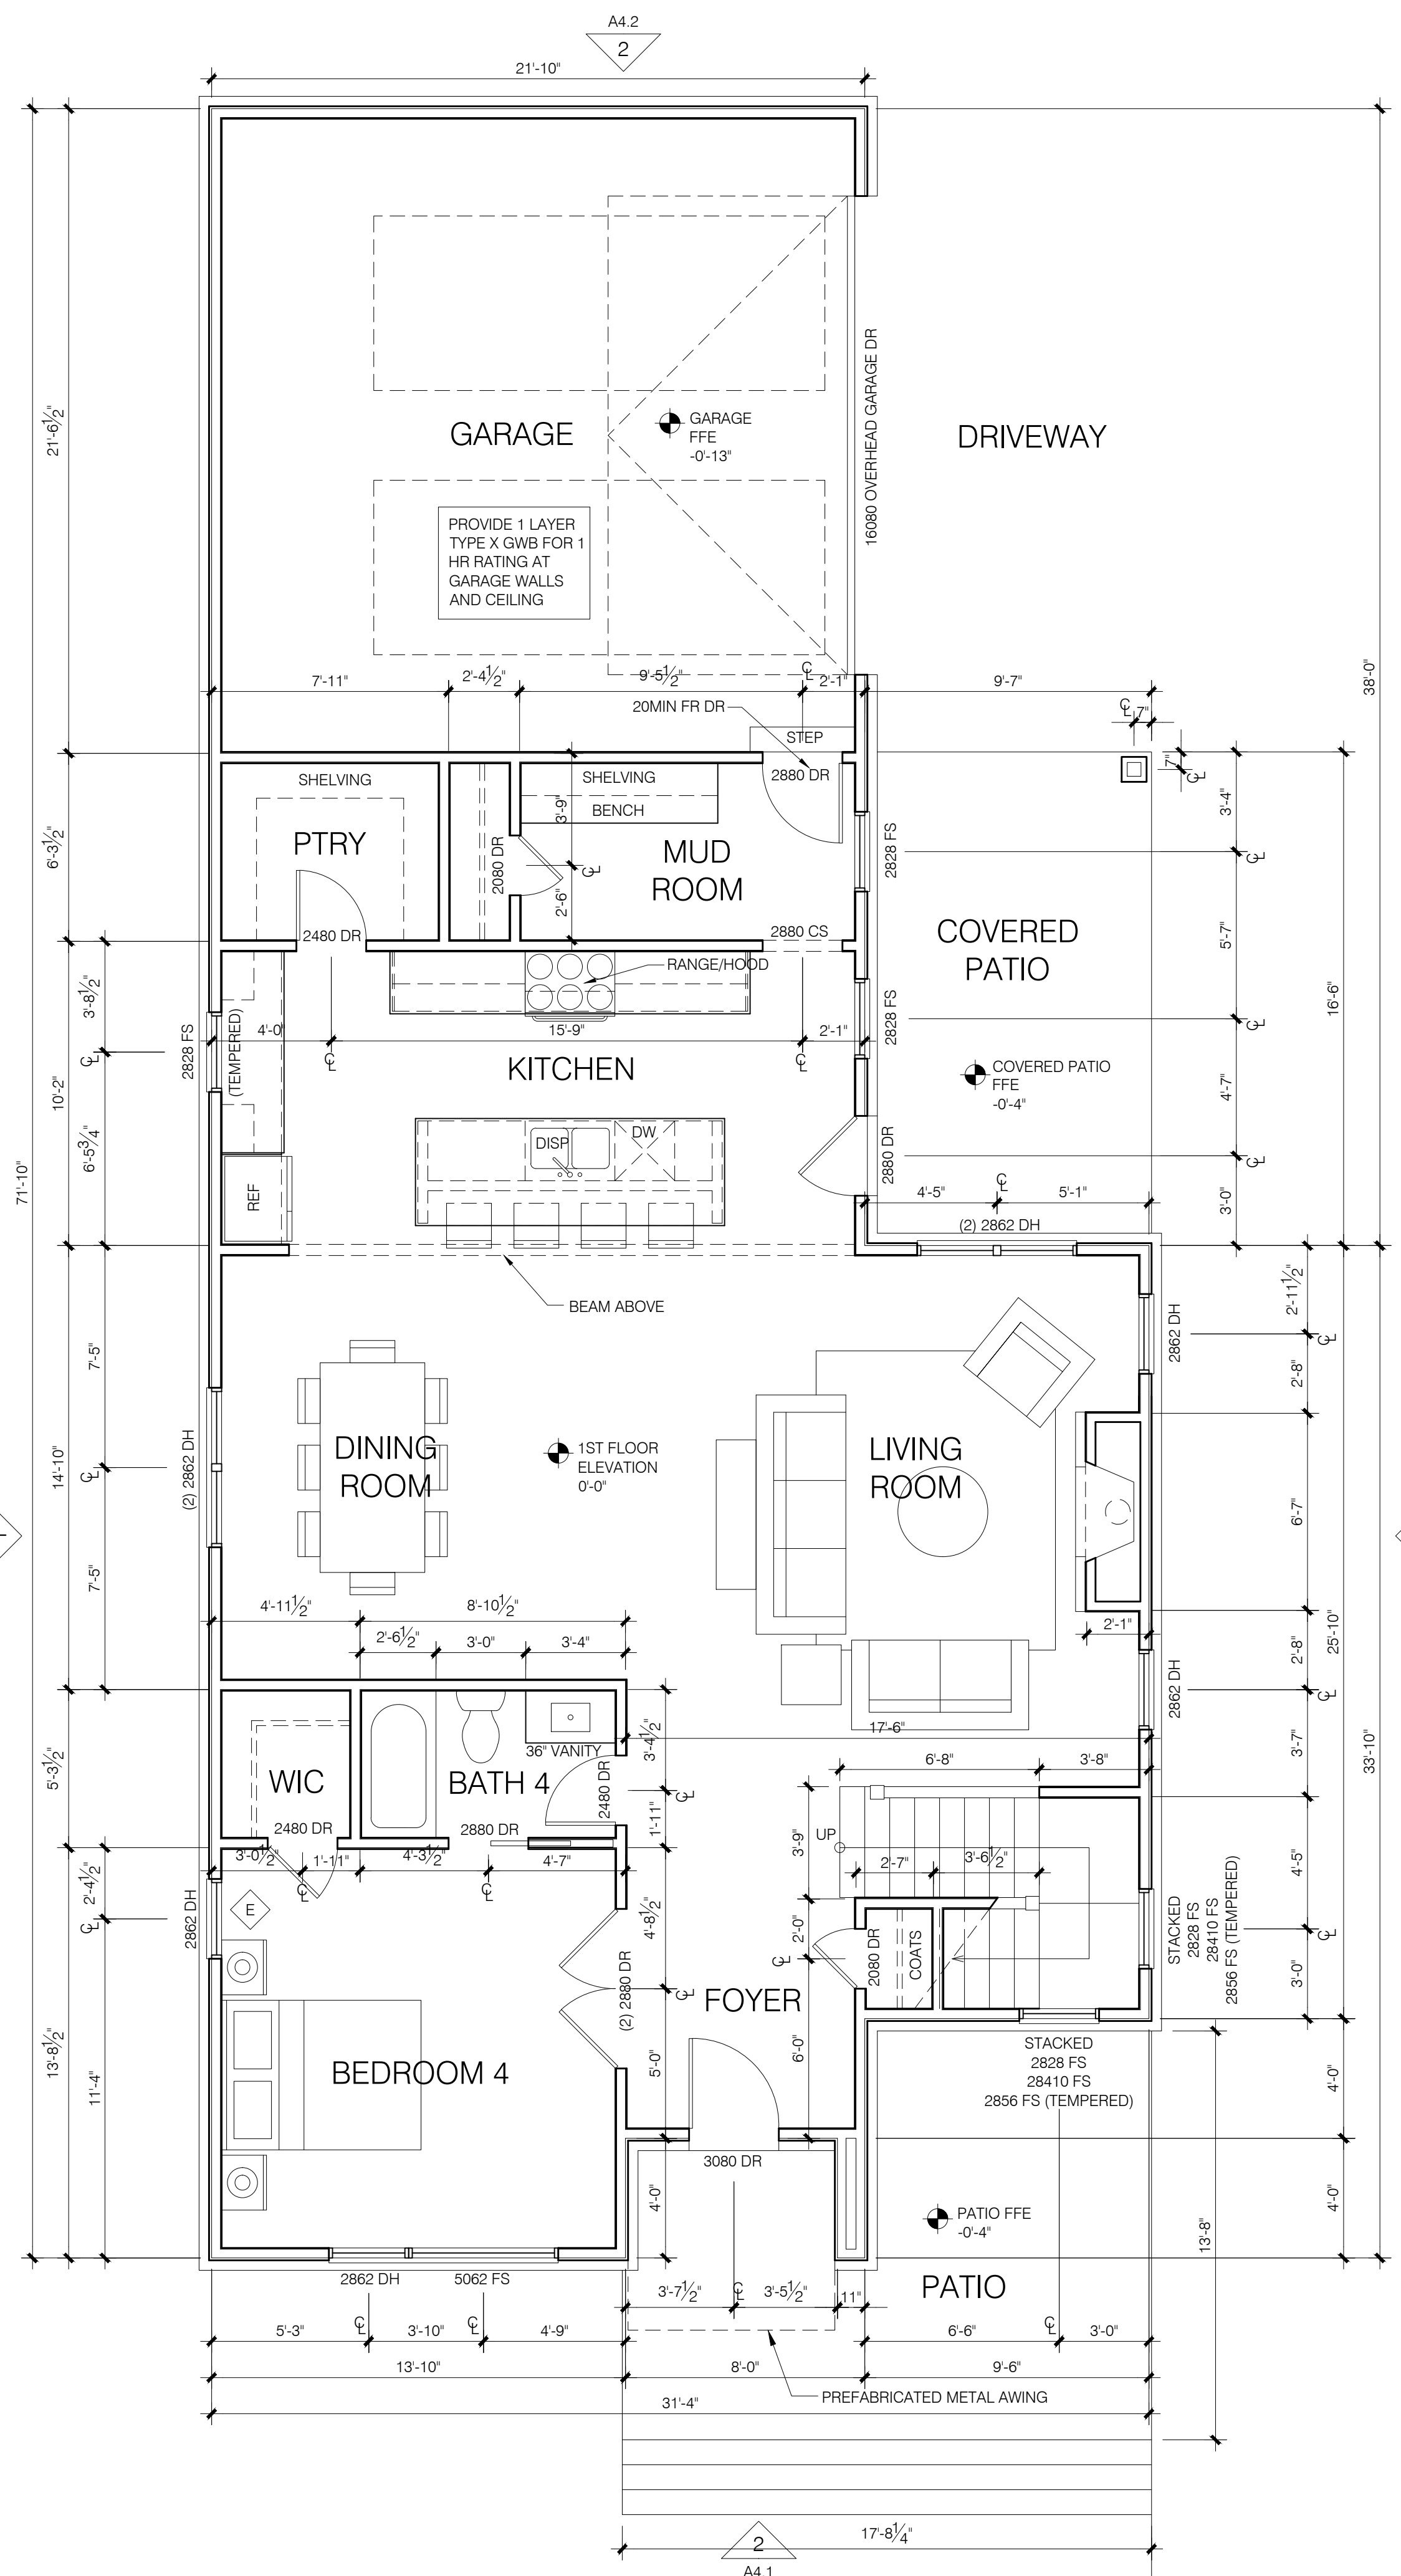 A4.2
2
21'-10"
16080 OVERHEAD GARAGE DR
GARAGE
GARAGE
FFE
-0'-13"
DRIVEWAY
21'-6½"
38'-0"
PROVIDE 1 LAYER
TYPE X GWB FOR 1
HR RATING AT
GARAGE WALLS
AND CEILING
7'-11"
2'-4½"
9'-5½"
℄
2'-1"
9'-7"
20MIN FR DR
℄ 7"
STEP
7"
℄
SHELVING
SHELVING
2880 DR
BENCH
3'-9"
3'-4"
PTRY
MUD
ROOM
2080 DR
℄
2828 FS
℄
6'-3½"
2'-6"
2480 DR
2880 CS
COVERED
PATIO
5'-7"
RANGE/HOOD
16'-6"
3'-8½"
2828 FS
(TEMPERED)
4'-0"
15'-9"
2'-1"
2828 FS
℄
℄
℄
℄
KITCHEN
COVERED PATIO
FFE
-0'-4"
4'-7"
10'-2"
6'-5¾"
71'-10"
DISP
DW
2880 DR
℄
REF
4'-5"
℄
5'-1"
3'-0"
(2) 2862 DH
BEAM ABOVE
2'-11½"
2862 DH
℄
7'-5"
2'-8"
DINING
ROOM
1ST FLOOR
ELEVATION
0'-0"
LIVING
ROOM
14'-10"
(2) 2862 DH
℄
6'-7"
1
7'-5"
4'-11½"
8'-10½"
2'-1"
2'-6½"
3'-0"
3'-4"
2'-8"
25'-10"
2862 DH
℄
17'-6"
36" VANITY
3'-4½"
3'-7"
33'-10"
5'-3½"
WIC
BATH 4
6'-8"
3'-8"
2480 DR
℄
1'-11"
2480 DR
2880 DR
UP
3'-9"
3'-0½"
1'-11"
4'-3½"
4'-7"
2'-7"
3'-6½"
4'-5"
℄
℄
2'-4½"
2862 DH
℄
E
4'-8½"
2'-0"
2080 DR
COATS
℄
STACKED
2828 FS
28410 FS
2856 FS (TEMPERED)
℄
3'-0"
(2) 2880 DR
℄
FOYER
13'-8½"
11'-4"
BEDROOM 4
5'-0"
6'-0"
STACKED
2828 FS
28410 FS
2856 FS (TEMPERED)
4'-0"
3080 DR
4'-0"
PATIO FFE
-0'-4"
4'-0"
13'-8"
2862 DH
5062 FS
PATIO
3'-7½"
℄
3'-5½"
11"
5'-3"
℄
3'-10"
℄
4'-9"
6'-6"
℄
3'-0"
13'-10"
8'-0"
9'-6"
PREFABRICATED METAL AWING
31'-4"
17'-8¼"
2
A4.1